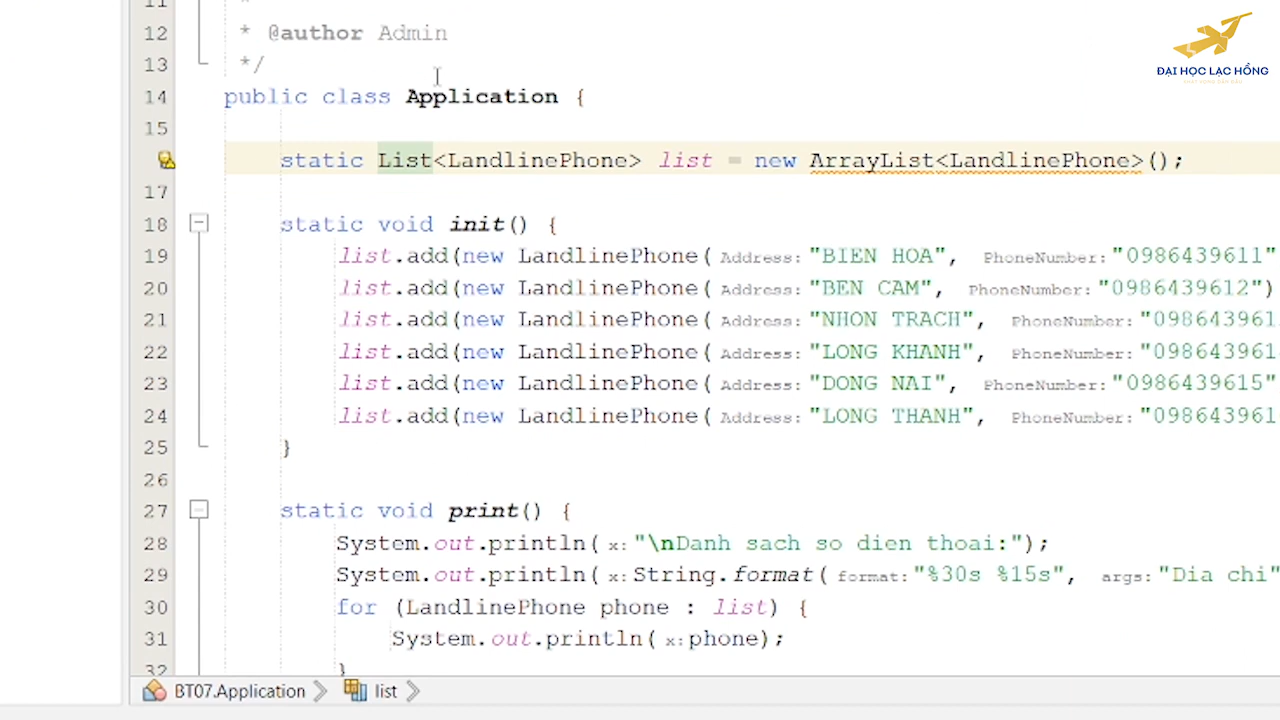 ĐẠI HỌC LẠC HỒNG
11 *
12 * @author Admin
13 */
14 public class Application {
15
static List<LandlinePhone> list = new ArrayList<LandlinePhone>();
17
18 static void init() {
19 list.add(new LandlinePhone( Address: "BIEN HOA", PhoneNumber: "0986439611"
20 list.add(new LandlinePhone( Address: "BEN CAM", PhoneNumber: "0986439612")
21 list.add(new LandlinePhone( Address: "NHON TRACH", PhoneNumber: "098643961
22 list.add(new LandlinePhone( Address: "LONG KHANH", PhoneNumber: "098643961
23 list.add(new LandlinePhone( Address: "DONG NAI", PhoneNumber: "0986439615"
24 list.add(new LandlinePhone( Address: "LONG THANH", PhoneNumber: "098643961
25 }
26
27 static void print() {
28 System.out.println( x: "\nDanh sach so dien thoai:");
29 System.out.println( x: String.format( format: "%30s %15s", args: "Dia chi"
30 for (LandlinePhone phone : list) {
31 System.out.println( x: phone);
32 }
BT07.Application list